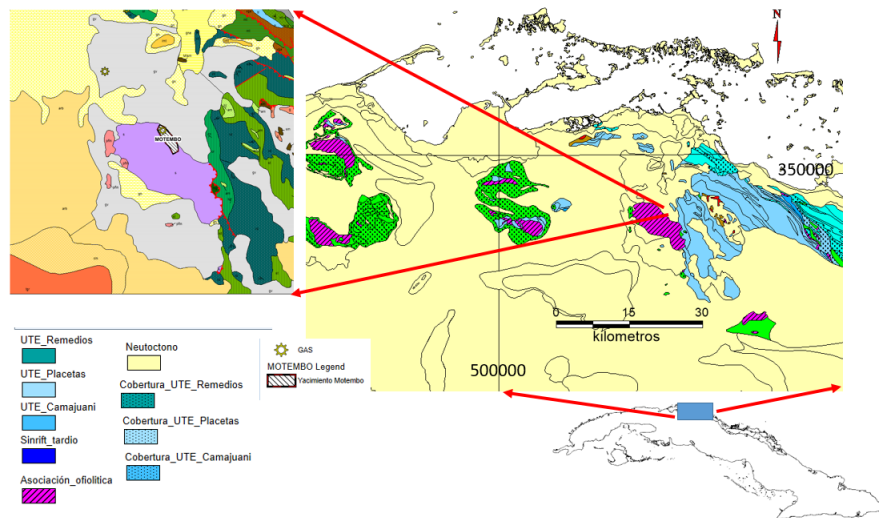 N
MOTEMBO
350000
0 15 30
kilometros
500000
UTE_Remedios
UTE_Placetas
UTE_Camajuani
Sinrift_tardio
Asociación_ofiolitica
Neutoctono
Cobertura_UTE_Remedios
Cobertura_UTE_Placetas
Cobertura_UTE_Camajuani
GAS
MOTEMBO Legend
Yacimiento Motembo